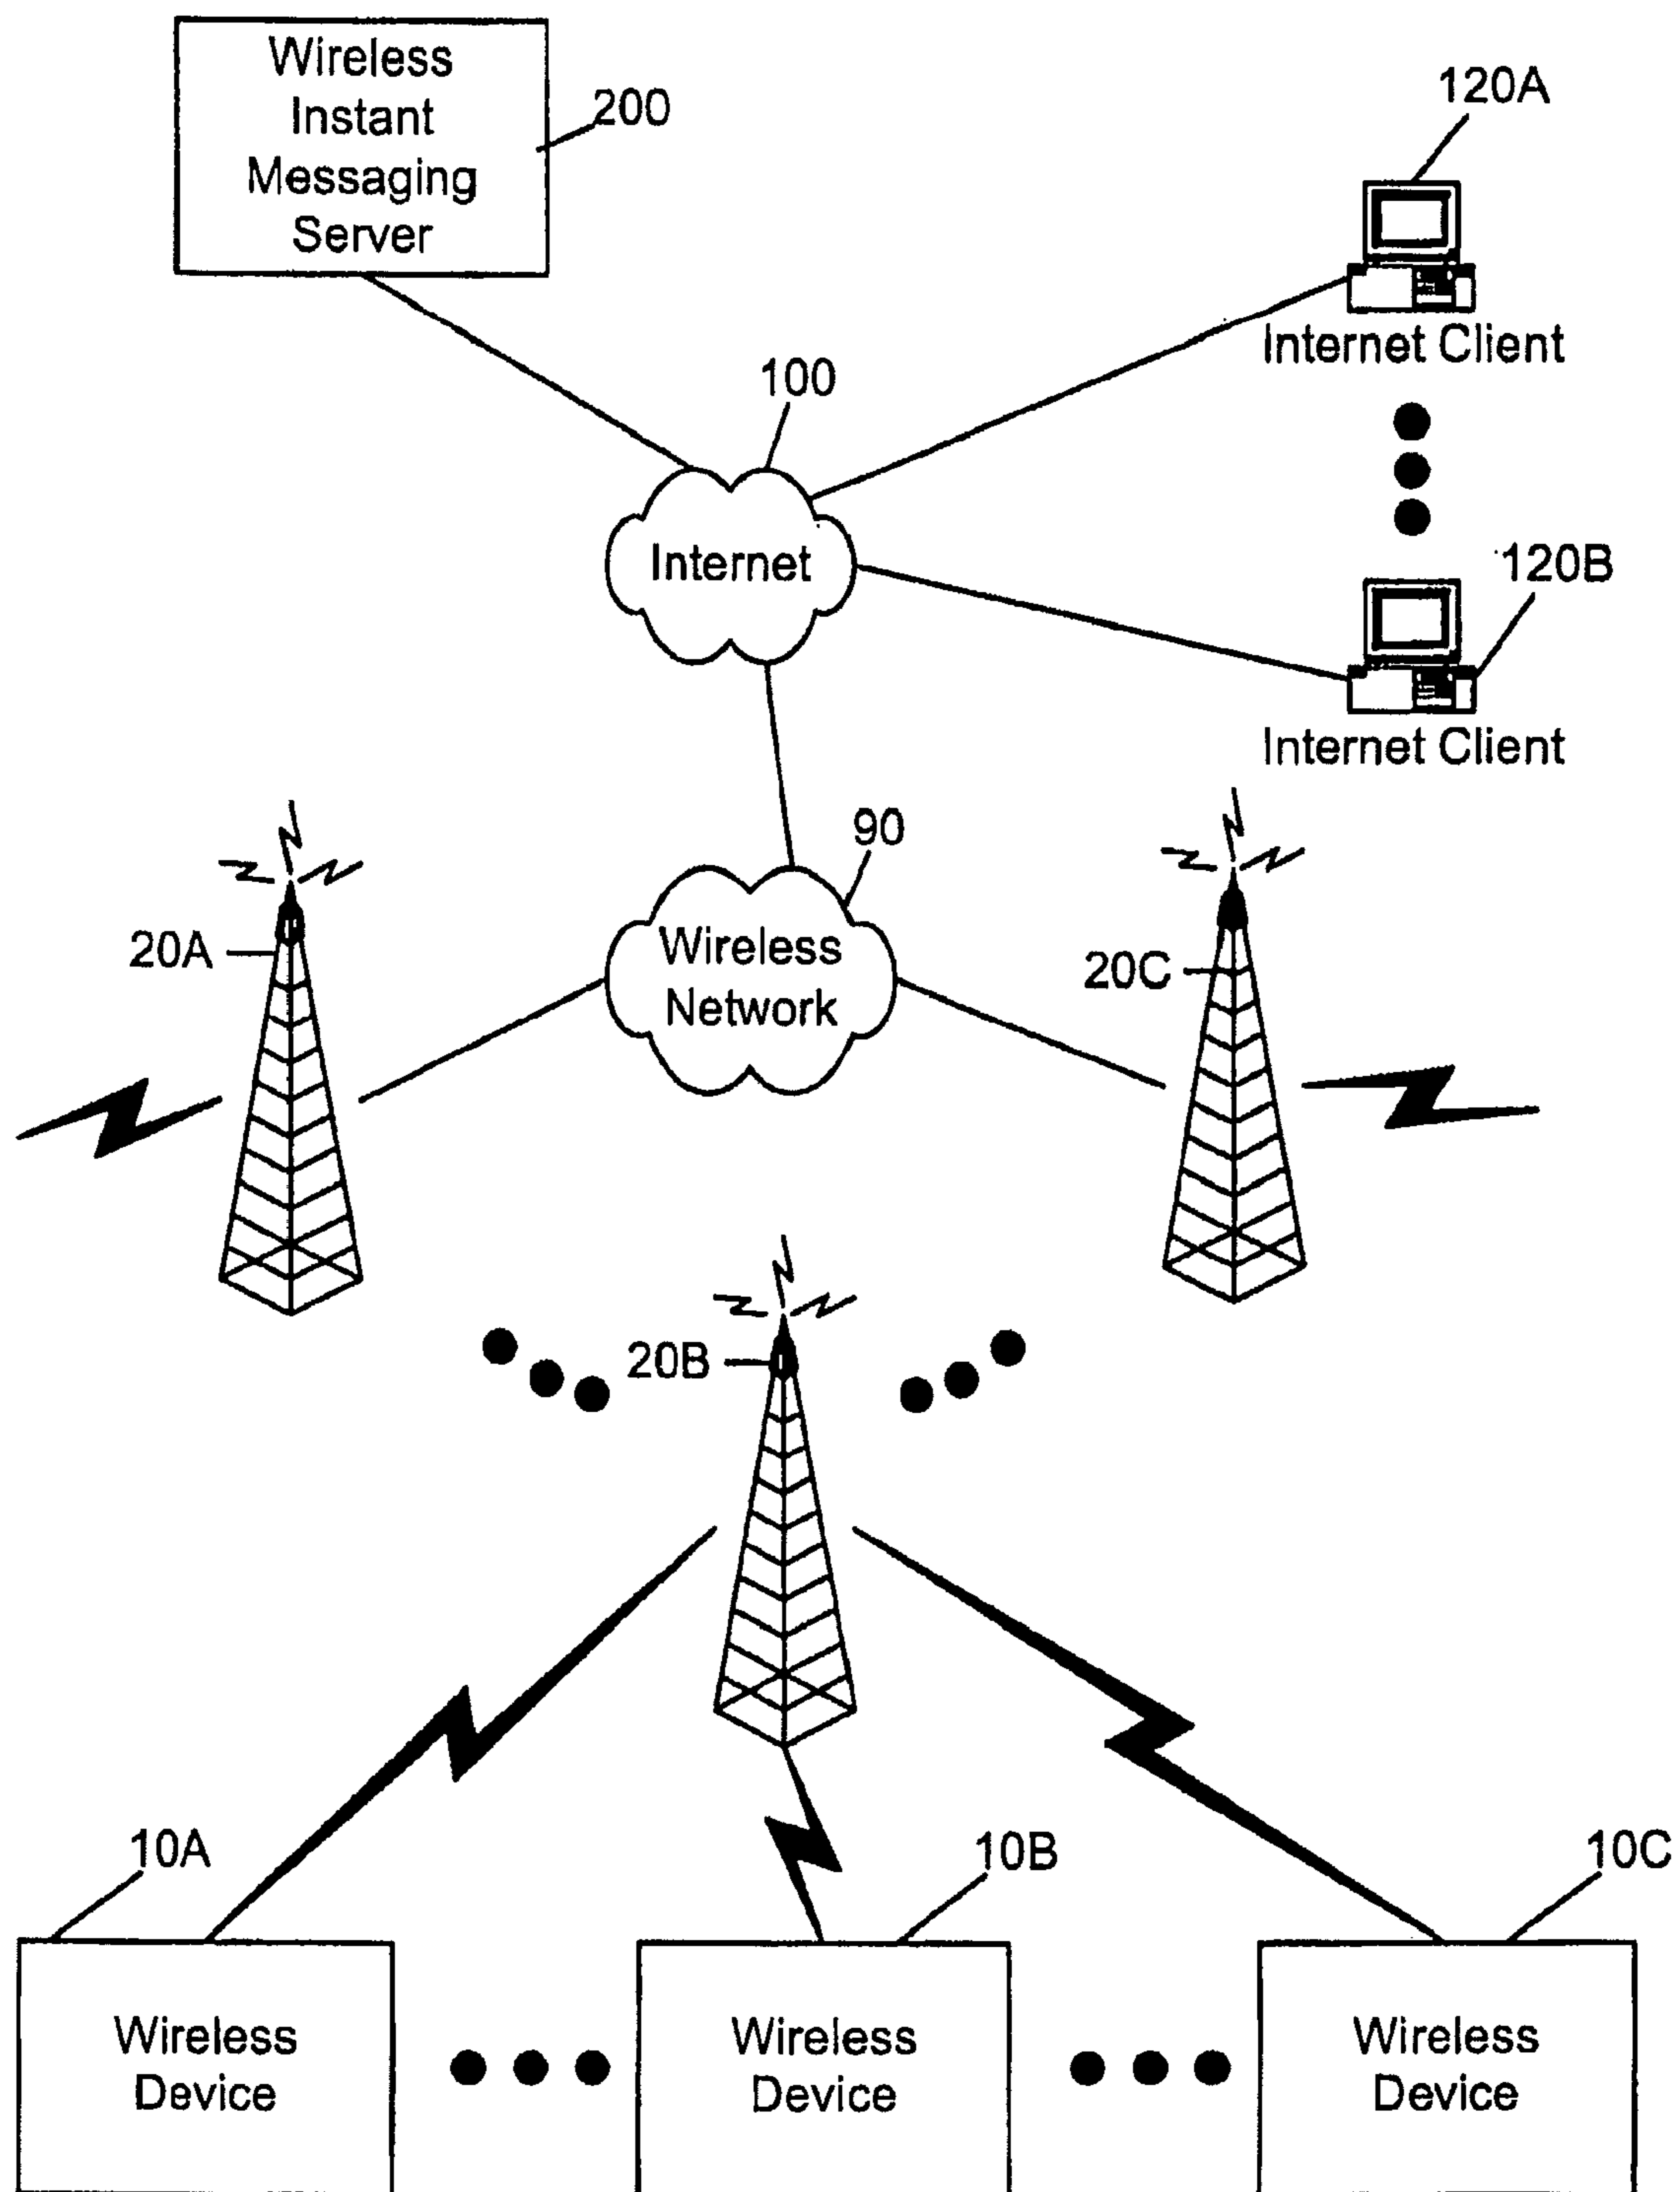 Wireless
Instant
Messaging
Server
200
120A
Internet Client
100
Internet
120B
Internet Client
90
Wireless
Network
20A
20C
20B
10A
10B
10C
Wireless
Device
Wireless
Device
Wireless
Device